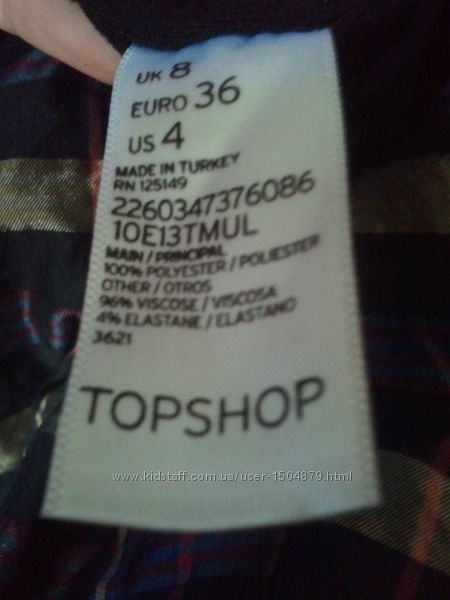 UK 8
EURO 36
US 4
MADE IN TURKEY
RN 125149
2260347376086
10E13TMUL
MAIN / PRINCIPAL
100% POLYESTER / POLIESTER
OTHER / OTROS
96% VISCOSE / VISCOSA
4% ELASTANE / ELASTANO
3621
TOPSHOP
www.kidstaff.com.ua/user-1504879.html